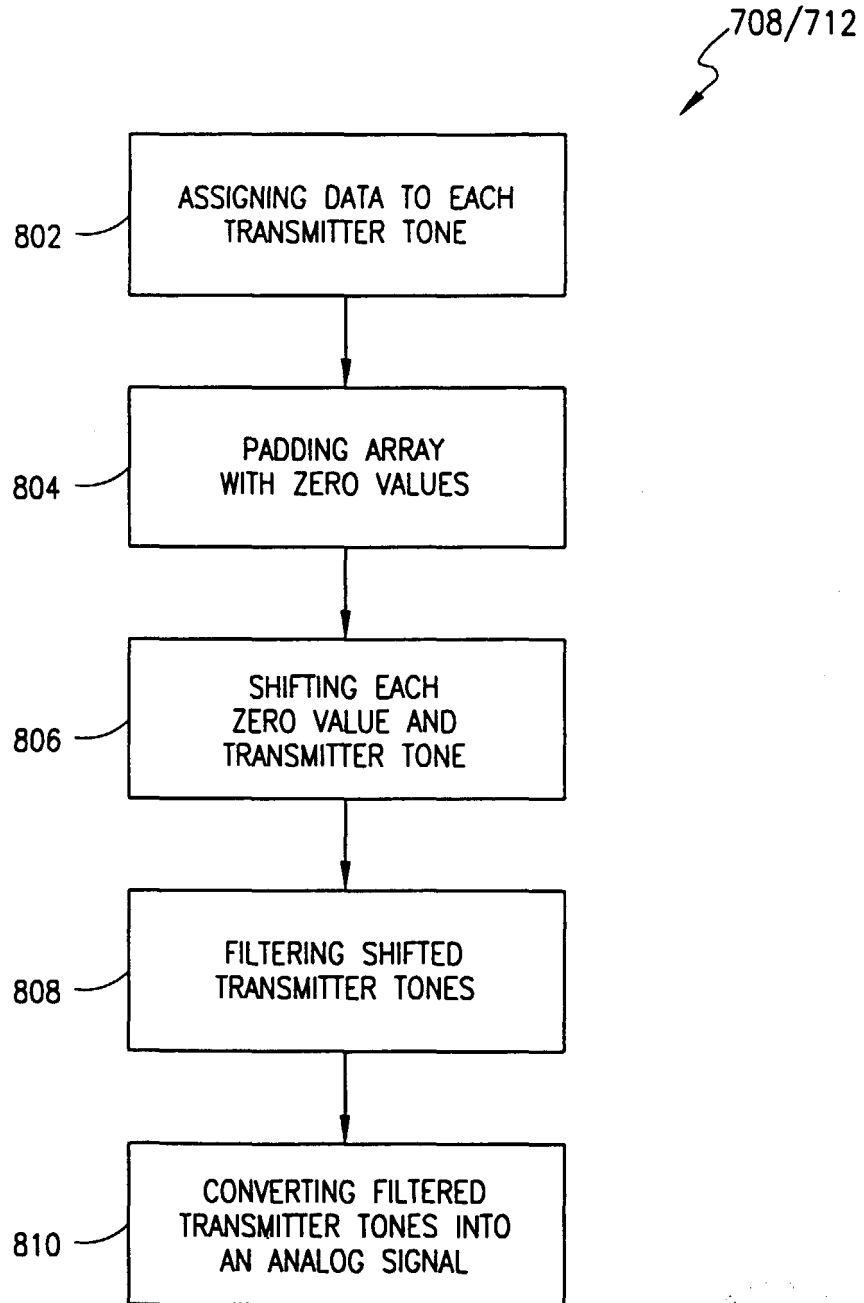 708/712
802
ASSIGNING DATA TO EACH
TRANSMITTER TONE
804
PADDING ARRAY
WITH ZERO VALUES
806
SHIFTING EACH
ZERO VALUE AND
TRANSMITTER TONE
808
FILTERING SHIFTED
TRANSMITTER TONES
810
CONVERTING FILTERED
TRANSMITTER TONES INTO
AN ANALOG SIGNAL